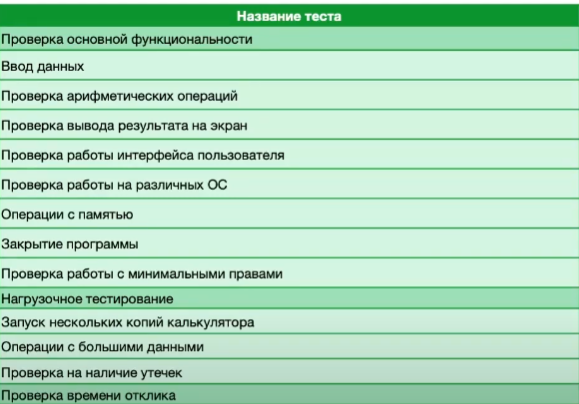 Название теста
Проверка основной функциональности
Ввод данных
Проверка арифметических операций
Проверка вывода результата на экран
Проверка работы интерфейса пользователя
Проверка работы на различных ОС
Операции с памятью
Закрытие программы
Проверка работы с минимальными правами
Нагрузочное тестирование
Запуск нескольких копий калькулятора
Операции с большими данными
Проверка на наличие утечек
Проверка времени отклика